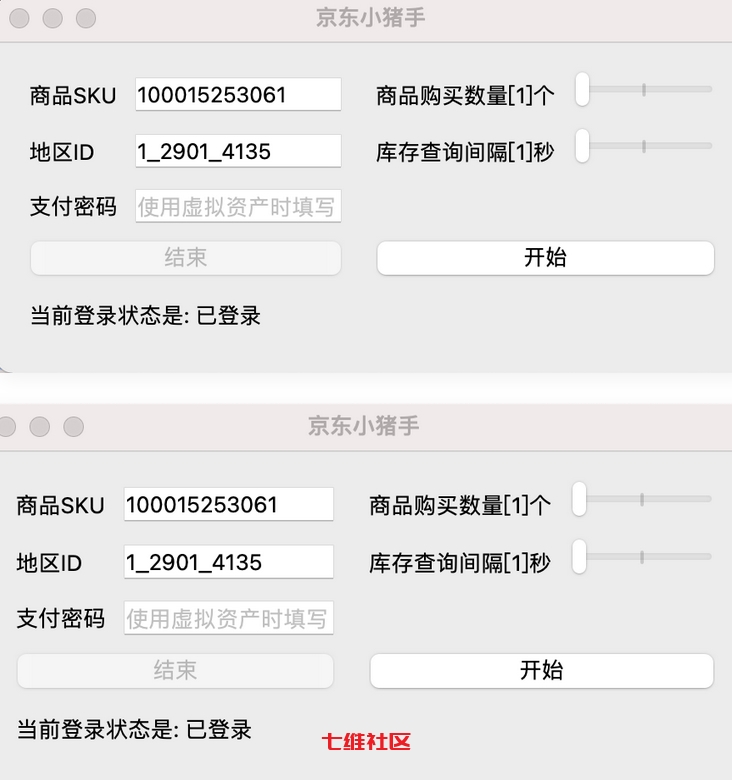 京东小猪手
商品SKU 100015253061 商品购买数量[1]个
地区ID 1_2901_4135 库存查询间隔[1]秒
支付密码 使用虚拟资产时填写
结束 开始
当前登录状态是: 已登录
京东小猪手
商品SKU 100015253061 商品购买数量[1]个
地区ID 1_2901_4135 库存查询间隔[1]秒
支付密码 使用虚拟资产时填写
结束 开始
当前登录状态是: 已登录
七维社区